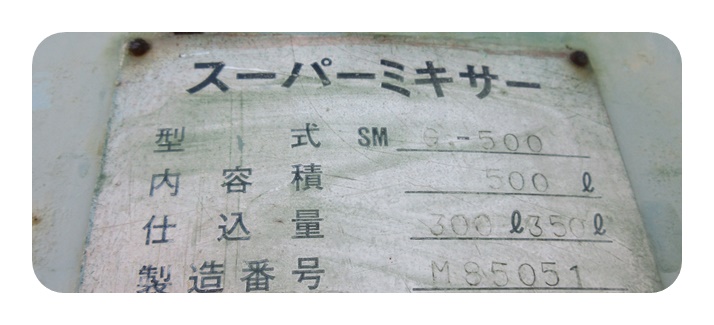 スーパーミキサー
型式 SM G-500
内容積 500 ℓ
仕込量 300 ℓ 350 ℓ
製造番号 M85051